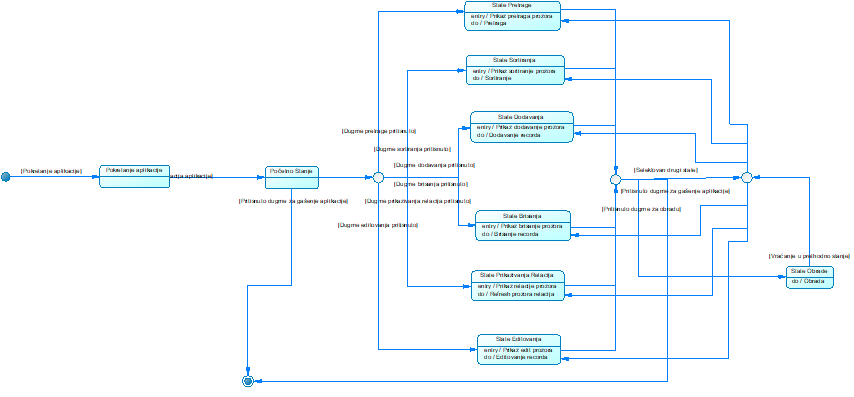 State Pretrage
entry / Prikaz pretraga prozora
do / Pretraga
State Sortiranja
entry / Prikaz sortiranje prozora
do / Sortiranje
State Dodavanja
entry / Prikaz dodavanje prozora
do / Dodavanje recorda
[Dugme pretrage pritisnuto]
[Dugme sortiranja pritisnuto]
[Dugme dodavanja pritisnuto]
[Pokretanje aplikacije]
Pokretanje aplikacije
acija aplikacije]
Početno Stanje
[Selektovan drugi state]
[Dugme brisanja pritisnuto]
[Pritisnuto dugme za gašenje aplikacije]
[Pritisnuto dugme za gašenje aplikacije]
[Dugme prikazivanja relacija pritisnuto]
[Pritisnuto dugme za obradu]
State Brisanja
entry / Prikaz brisanje prozora
do / Brisanje recorda
[Dugme editovanja pritisnuto]
[Vraćanje u prethodno stanje]
State Prikazivanja Relacija
entry / Prikaz relacije prozora
do / Refresh prozora relacija
State Obrade
do / Obrada
State Editovanja
entry / Prikaz edit prozora
do / Editovanje recorda